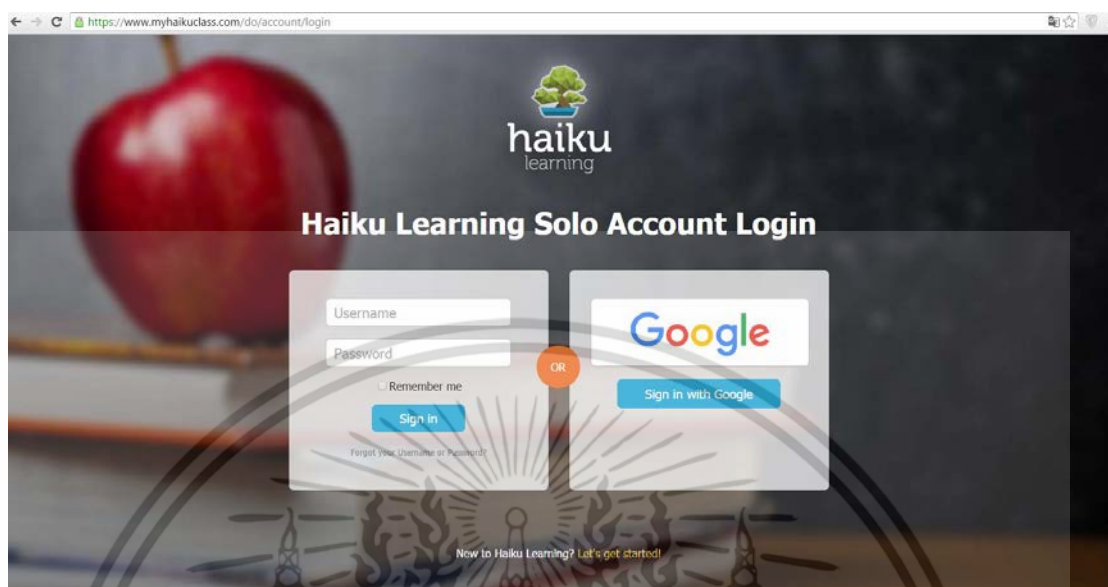 https://www.myhaikuclass.com/do/account/login
haiku
learning
Haiku Learning Solo Account Login
Username
Password
Remember me
Sign in
Forgot your Username or Password?
OR
Google
Sign in with Google
New to Haiku Learning? Let's get started!